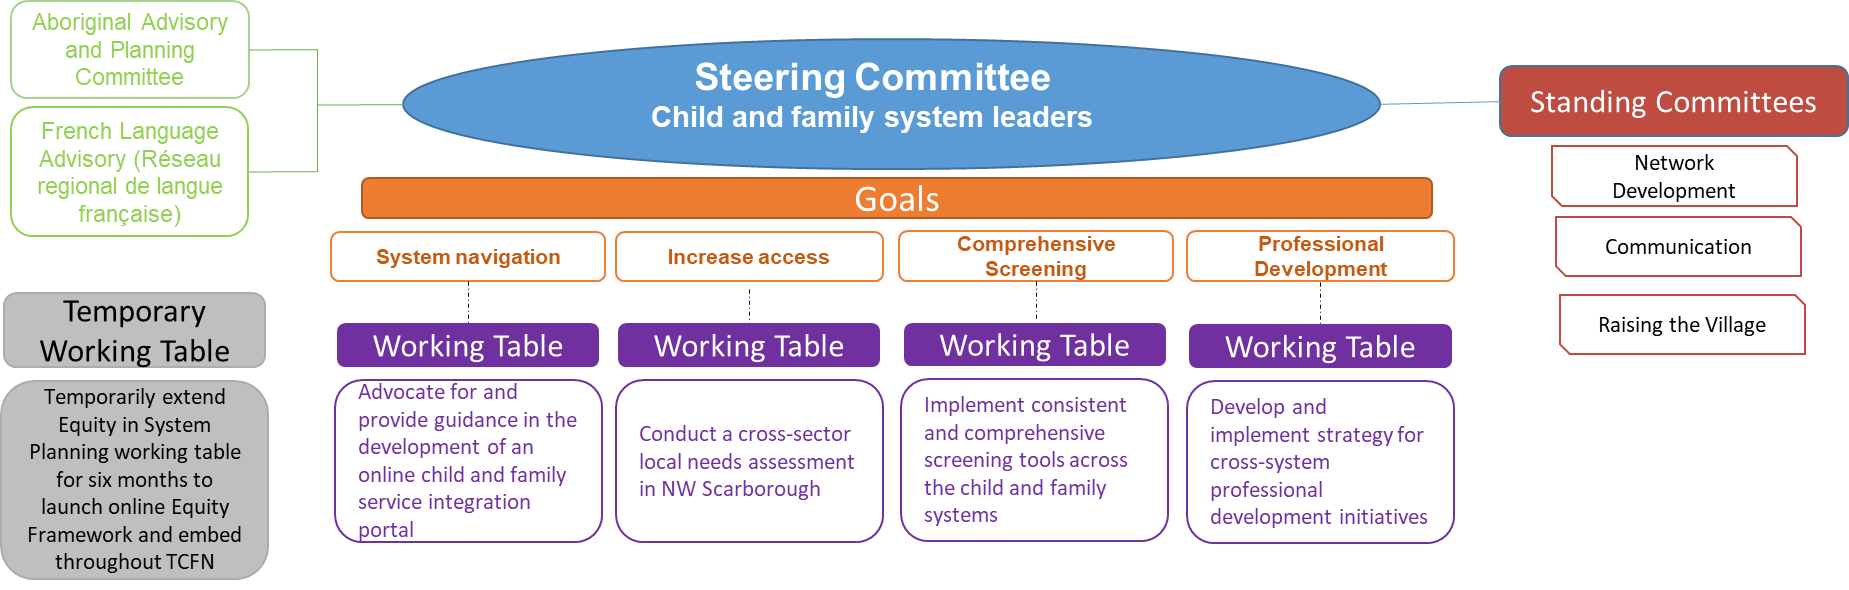 Aboriginal Advisory
and Planning
Committee
French Language
Advisory (Réseau
regional de langue
française)
Steering Committee
Child and family system leaders
Standing Committees
Network
Development
Communication
Raising the Village
Goals
System navigation
Increase access
Comprehensive
Screening
Professional
Development
Temporary
Working Table
Temporarily extend
Equity in System
Planning working table
for six months to
launch online Equity
Framework and embed
throughout TCFN
Working Table
Advocate for and
provide guidance in the
development of an
online child and family
service integration
portal
Working Table
Conduct a cross-sector
local needs assessment
in NW Scarborough
Working Table
Implement consistent
and comprehensive
screening tools across
the child and family
systems
Working Table
Develop and
implement strategy for
cross-system
professional
development initiatives